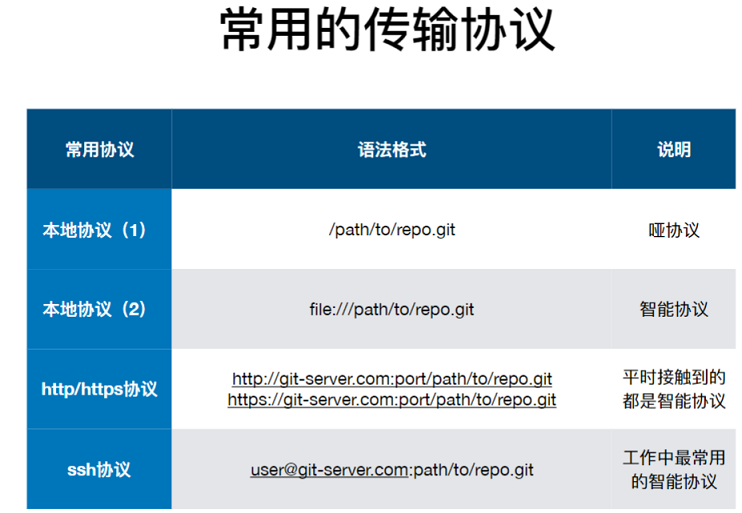 常用的传输协议
常用协议 语法格式 说明
本地协议（1） /path/to/repo.git 哑协议
本地协议（2） file:///path/to/repo.git 智能协议
http/https协议 http://git-server.com:port/path/to/repo.git 平时接触到的
https://git-server.com:port/path/to/repo.git 都是智能协议
ssh协议 user@git-server.com:path/to/repo.git 工作中最常用
的智能协议